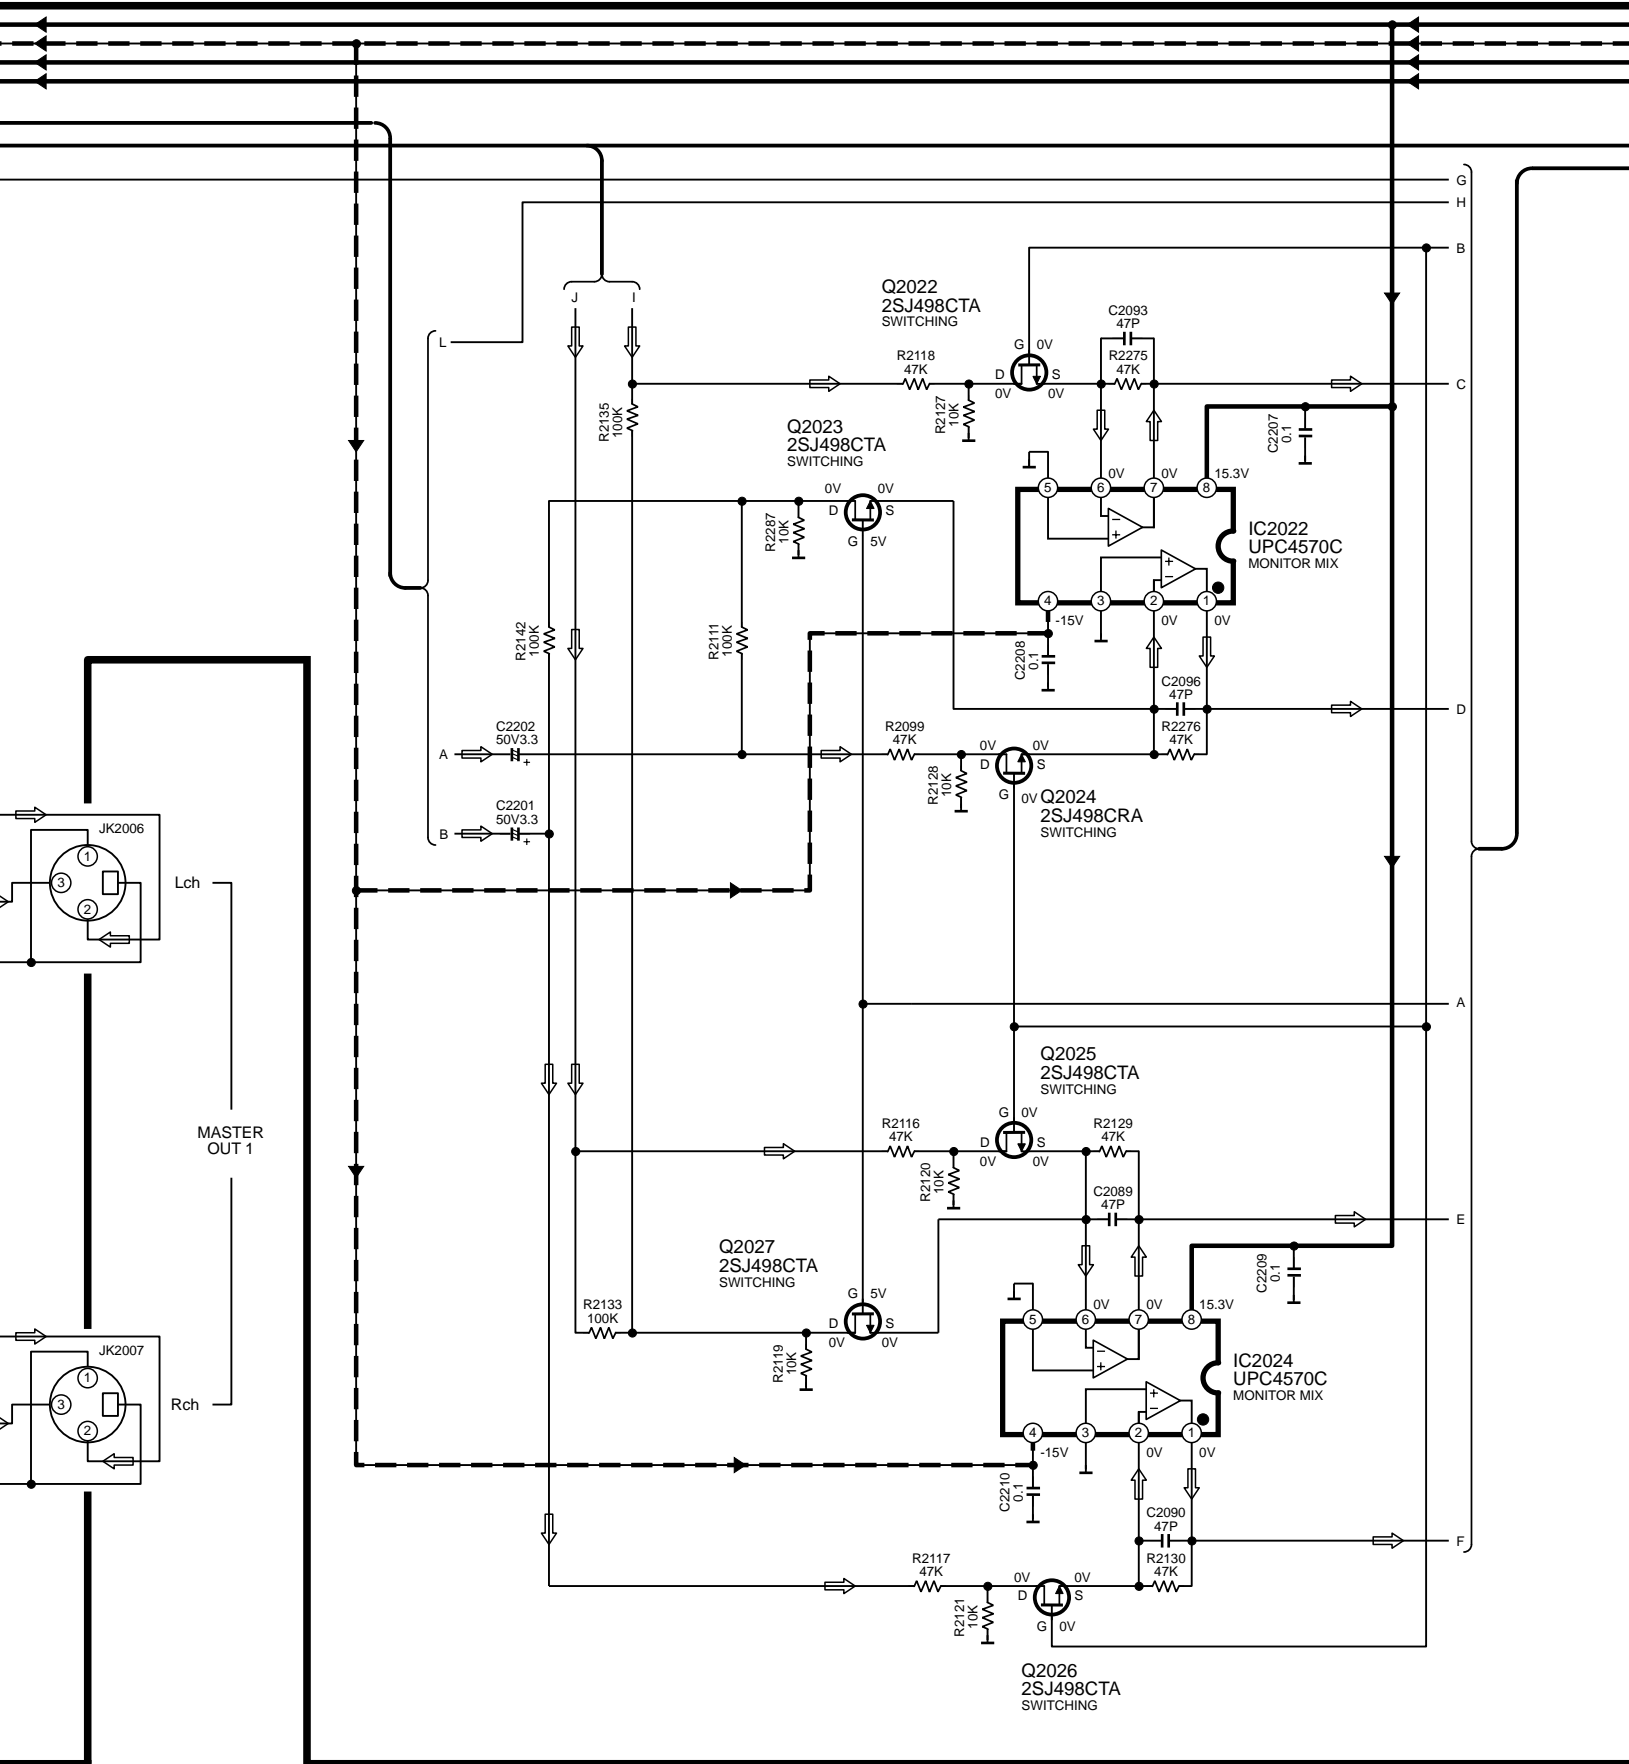 G
H
B
Q2022
2SJ498CTA
SWITCHING
J
I
C2093
47P
L
G 0V
R2118
47K
R2275
47K
D
0V
S
0V
C
R2135
100K
R2127
10K
Q2023
2SJ498CTA
SWITCHING
C2207
0.1
0V
0V
15.3V
5
6
7
8
0V
0V
D
S
G 5V
R2287
10K
IC2022
UPC4570C
MONITOR MIX
4
3
2
1
-15V
0V
0V
R2142
100K
R2111
100K
C2208
0.1
C2096
47P
D
C2202
50V3.3
+
R2099
47K
R2276
47K
A
0V
0V
D
S
R2128
10K
G
0V
Q2024
2SJ498CRA
SWITCHING
C2201
50V3.3
+
B
JK2006
1
3
2
Lch
A
Q2025
2SJ498CTA
SWITCHING
MASTER
OUT 1
G 0V
R2116
47K
R2129
47K
D
0V
S
0V
R2120
10K
C2089
47P
E
Q2027
2SJ498CTA
SWITCHING
C2209
0.1
G 5V
R2133
100K
D
0V
S
0V
0V
0V
15.3V
5
6
7
8
R2119
10K
JK2007
1
3
2
Rch
IC2024
UPC4570C
MONITOR MIX
4
3
2
1
-15V
0V
0V
C2210
0.1
C2090
47P
F
R2117
47K
R2130
47K
0V
0V
D
S
R2121
10K
G 0V
Q2026
2SJ498CTA
SWITCHING